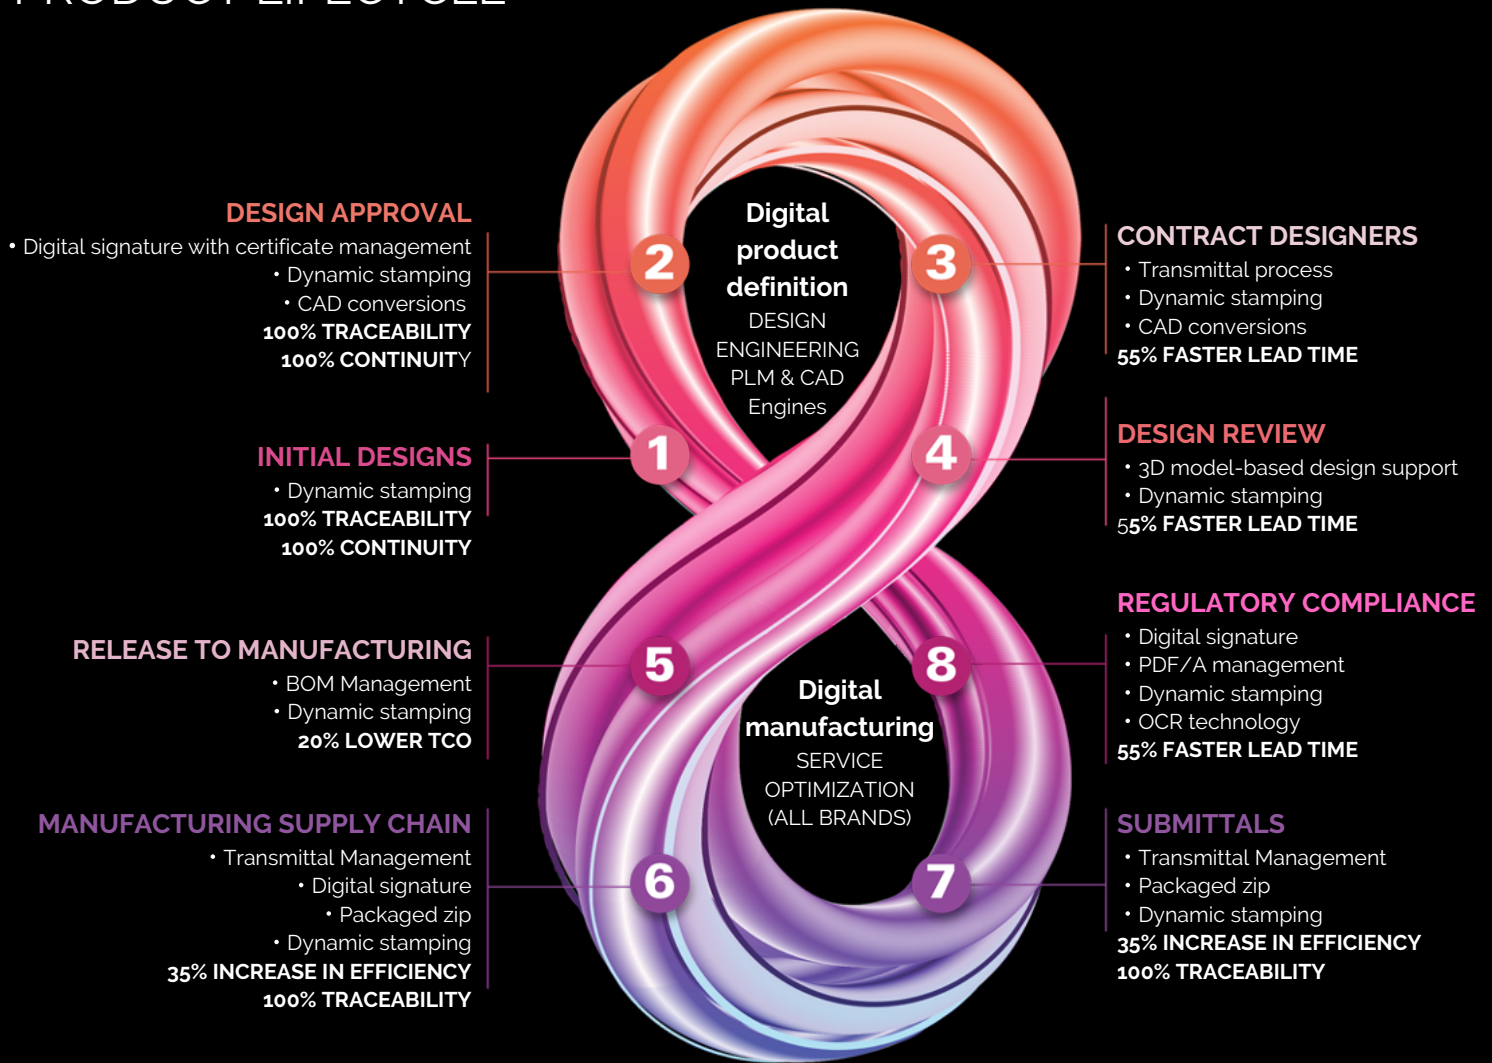 PRODUCT LIFECYCLE
DESIGN APPROVAL
• Digital signature with certificate management
• Dynamic stamping
• CAD conversions
100% TRACEABILITY
100% CONTINUITY
INITIAL DESIGNS
• Dynamic stamping
100% TRACEABILITY
100% CONTINUITY
RELEASE TO MANUFACTURING
• BOM Management
• Dynamic stamping
20% LOWER TCO
MANUFACTURING SUPPLY CHAIN
• Transmittal Management
• Digital signature
• Packaged zip
• Dynamic stamping
35% INCREASE IN EFFICIENCY
100% TRACEABILITY
2
1
5
6
Digital
product
definition
DESIGN
ENGINEERING
PLM & CAD
Engines
Digital
manufacturing
SERVICE
OPTIMIZATION
(ALL BRANDS)
3
4
8
7
CONTRACT DESIGNERS
• Transmittal process
• Dynamic stamping
• CAD conversions
55% FASTER LEAD TIME
DESIGN REVIEW
• 3D model-based design support
• Dynamic stamping
55% FASTER LEAD TIME
REGULATORY COMPLIANCE
• Digital signature
• PDF/A management
• Dynamic stamping
• OCR technology
55% FASTER LEAD TIME
SUBMITTALS
• Transmittal Management
• Packaged zip
• Dynamic stamping
35% INCREASE IN EFFICIENCY
100% TRACEABILITY